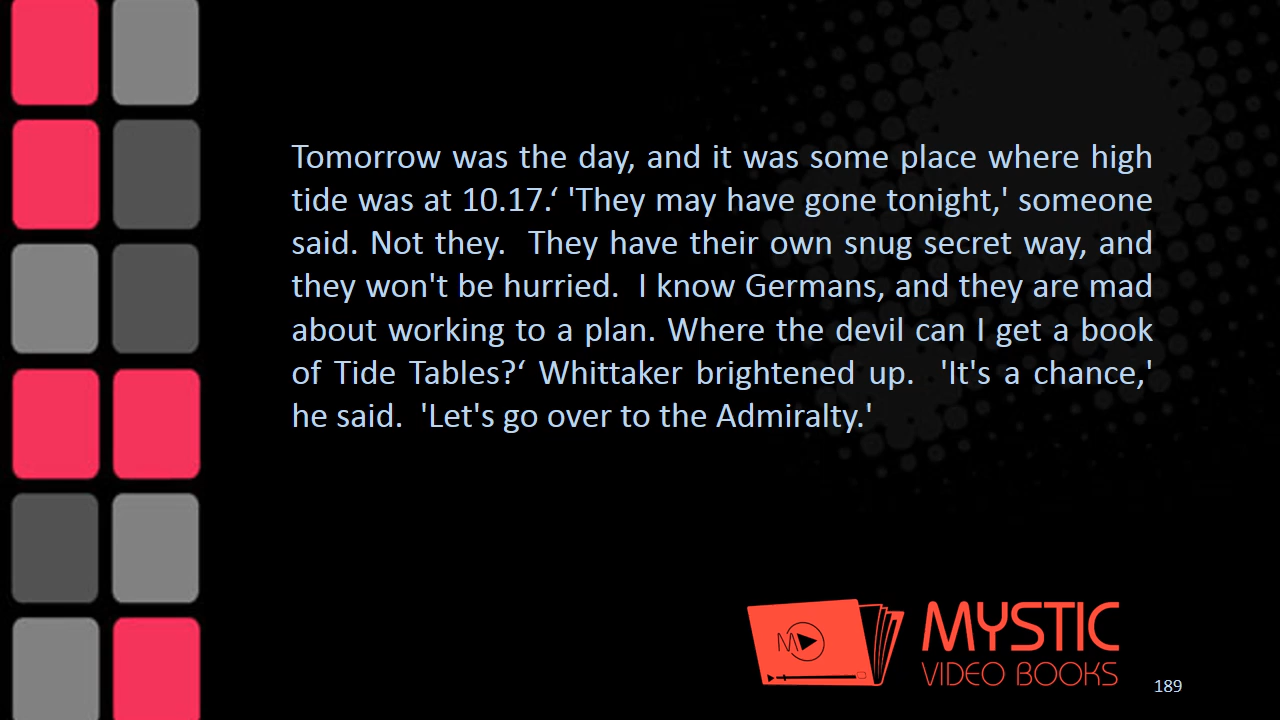 Tomorrow was the day, and it was some place where high
tide was at 10.17.‘ 'They may have gone tonight,' someone
said. Not they.  They have their own snug secret way, and
they won't be hurried.  I know Germans, and they are mad
about working to a plan. Where the devil can I get a book
of Tide Tables?‘ Whittaker brightened up.  'It's a chance,'
he said.  'Let's go over to the Admiralty.'
M
MYSTIC
VIDEO BOOKS
189